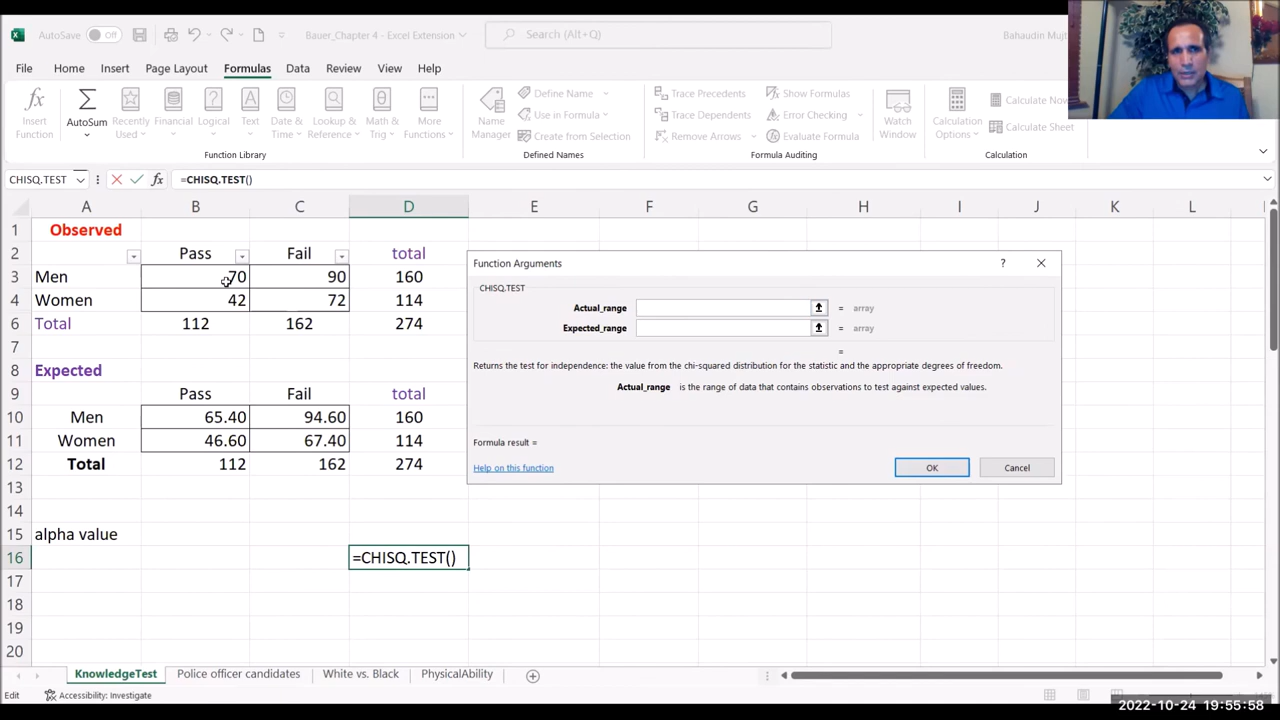 AutoSave Off Bauer_Chapter 4 - Excel Extension Search (Alt+Q) Bahaudin Mujt
File Home Insert Page Layout Formulas Data Review View Help
Insert Function
AutoSum
Recently Used
Financial
Logical
Text
Date & Time
Lookup & Reference
Math & Trig
More Functions
Function Library
Name Manager
Define Name
Use in Formula
Create from Selection
Defined Names
Trace Precedents
Trace Dependents
Remove Arrows
Show Formulas
Error Checking
Evaluate Formula
Formula Auditing
Watch Window
Calculation Options
Calculate Now
Calculate Sheet
Calculation
CHISQ.TEST fx =CHISQ.TEST()
A B C D E F G H I J K L
1 Observed
2 Pass Fail total
3 Men 70 90 160
4 Women 42 72 114
6 Total 112 162 274
7
8 Expected
9 Pass Fail total
10 Men 65.40 94.60 160
11 Women 46.60 67.40 114
12 Total 112 162 274
13
14
15 alpha value
16 =CHISQ.TEST()
17
18
19
20
Function Arguments ?
CHISQ.TEST
Actual_range = array
Expected_range = array
=
Returns the test for independence: the value from the chi-squared distribution for the statistic and the appropriate degrees of freedom.
Actual_range is the range of data that contains observations to test against expected values.
Formula result =
Help on this function OK Cancel
KnowledgeTest Police officer candidates White vs. Black PhysicalAbility
Edit Accessibility: Investigate
2022-10-24 19:55:58